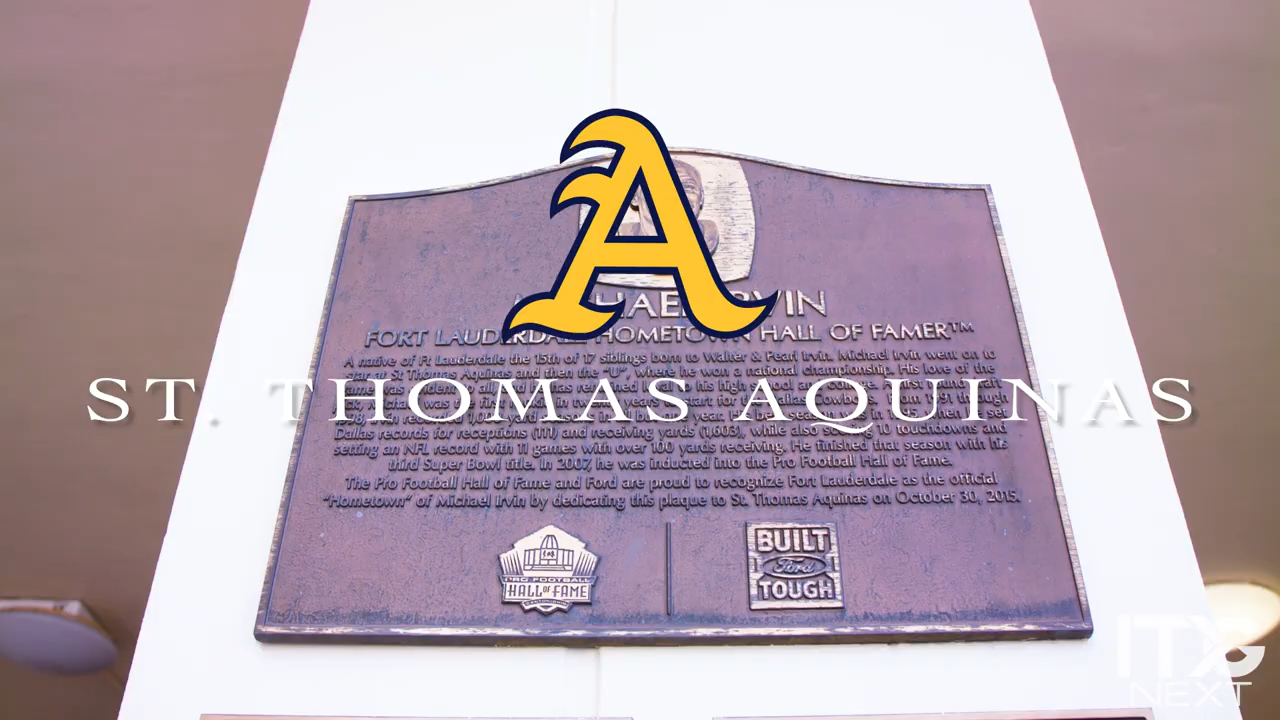 A
IRVIN
FORT LAUDERDALE HOMETOWN HALL OF FAMER™
A native of Ft Lauderdale the 15th of 17 siblings born to Walter & Pearl Irvin. Michael Irvin went on to
star at St Thomas Aquinas and then the "U", where he won a national championship. His love of the
ST. THOMAS AQUINAS
Dallas records for receptions (111) and receiving yards (1,603), while also scoring 10 touchdowns and
setting an NFL record with 11 games with over 100 yards receiving. He finished that season with his
third Super Bowl title. In 2007, he was inducted into the Pro Football Hall of Fame.
The Pro Football Hall of Fame and Ford are proud to recognize Fort Lauderdale as the official
"Hometown" of Michael Irvin by dedicating this plaque to St. Thomas Aquinas on October 30, 2015.
PRO FOOTBALL
HALL OF FAME
BUILT
Ford
TOUGH
ITG
NEXT